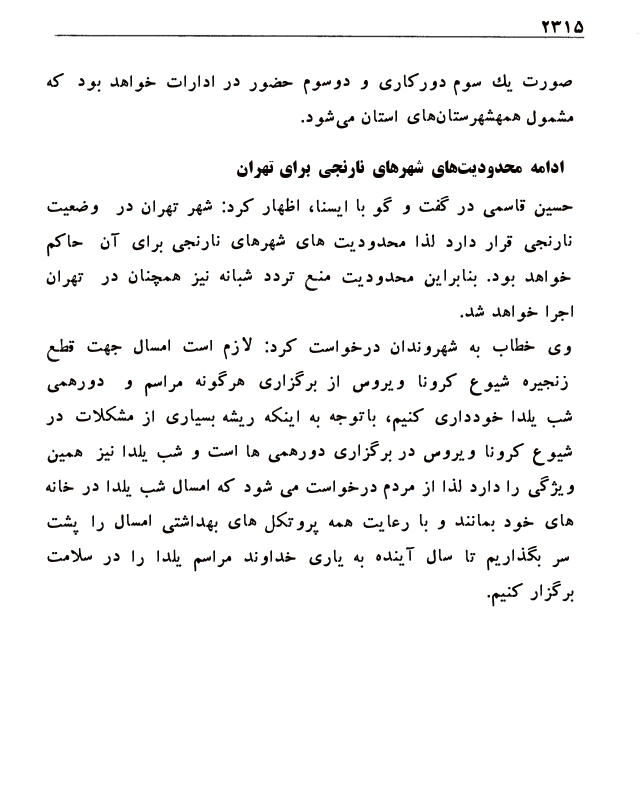 ۲۳۱۵
صورت یك سوم دورکاری و دوسوم حضور در ادارات خواهد بود که
مشمول همهشهرستان‌های استان می‌شود.
ادامه محدودیت‌های شهرهای نارنجی برای تهران
حسین قاسمی در گفت و گو با ایسنا، اظهار کرد: شهر تهران در وضعیت
نارنجی قرار دارد لذا محدودیت های شهرهای نارنجی برای آن حاکم
خواهد بود. بنابراین محدودیت منع تردد شبانه نیز همچنان در تهران
اجرا خواهد شد.
وی خطاب به شهروندان درخواست کرد: لازم است امسال جهت قطع
زنجیره شیوع کرونا ویروس از برگزاری هرگونه مراسم و دورهمی
شب یلدا خودداری کنیم، باتوجه به اینکه ریشه بسیاری از مشکلات در
شیوع کرونا ویروس در برگزاری دورهمی ها است و شب یلدا نیز همین
ویژگی را دارد لذا از مردم درخواست می شود که امسال شب یلدا در خانه
های خود بمانند و با رعایت همه پروتکل های بهداشتی امسال را پشت
سر بگذاریم تا سال آینده به یاری خداوند مراسم یلدا را در سلامت
برگزار کنیم.